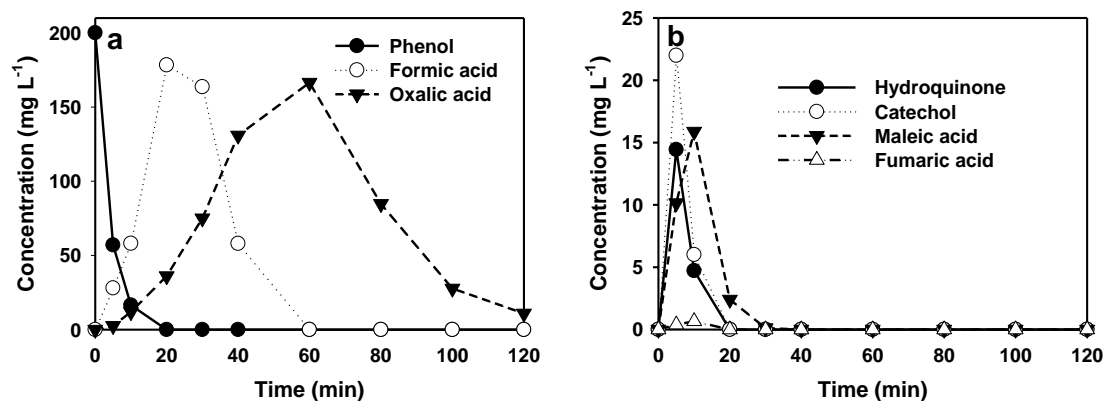 a
Phenol
Formic acid
Oxalic acid
200
150
100
50
0
0 20 40 60 80 100 120
Concentration (mg L⁻¹)
Time (min)
b
Hydroquinone
Catechol
Maleic acid
Fumaric acid
25
20
15
10
5
0
0 20 40 60 80 100 120
Concentration (mg L⁻¹)
Time (min)